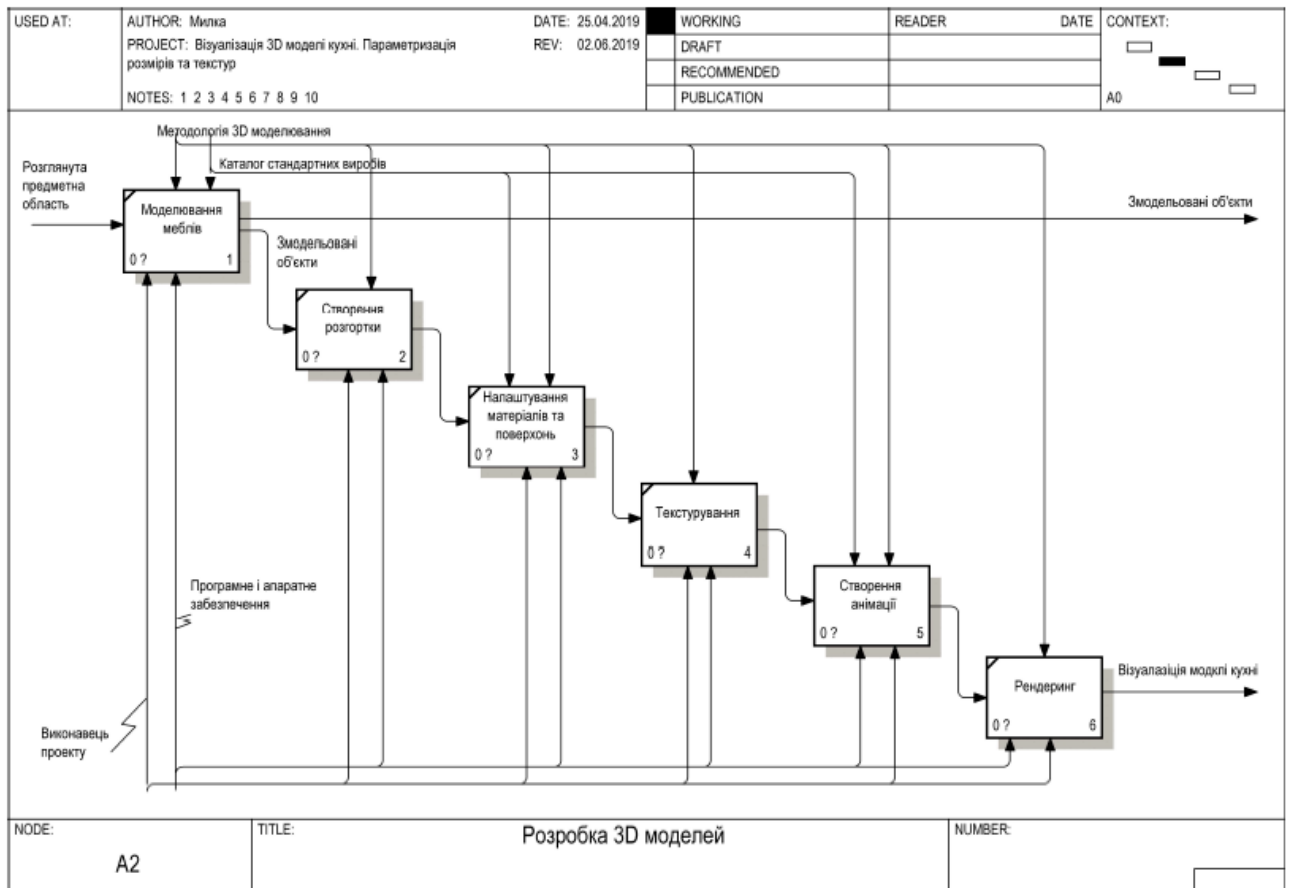 USED AT:
AUTHOR: Милка
DATE: 25.04.2019
PROJECT: Візуалізація 3D моделі кухні. Параметризація
розмірів та текстур
REV: 02.06.2019
NOTES: 1 2 3 4 5 6 7 8 9 10
WORKING
DRAFT
RECOMMENDED
PUBLICATION
READER
DATE
CONTEXT:
A0
Методологія 3D моделювання
Каталог стандартних виробів
Розглянута
предметна
область
Моделювання
меблів
0 ?
1
Змодельовані об'єкти
Змодельовані
об'єкти
Створення
розгортки
0 ?
2
Налаштування
матеріалів та
поверхонь
0 ?
3
Текстурування
0 ?
4
Створення
анімації
0 ?
5
Рендеринг
0 ?
6
Візуалазіція модклі кухні
Програмне і апаратне
забезпечення
Виконавець
проекту
NODE:
A2
TITLE:
Розробка 3D моделей
NUMBER: